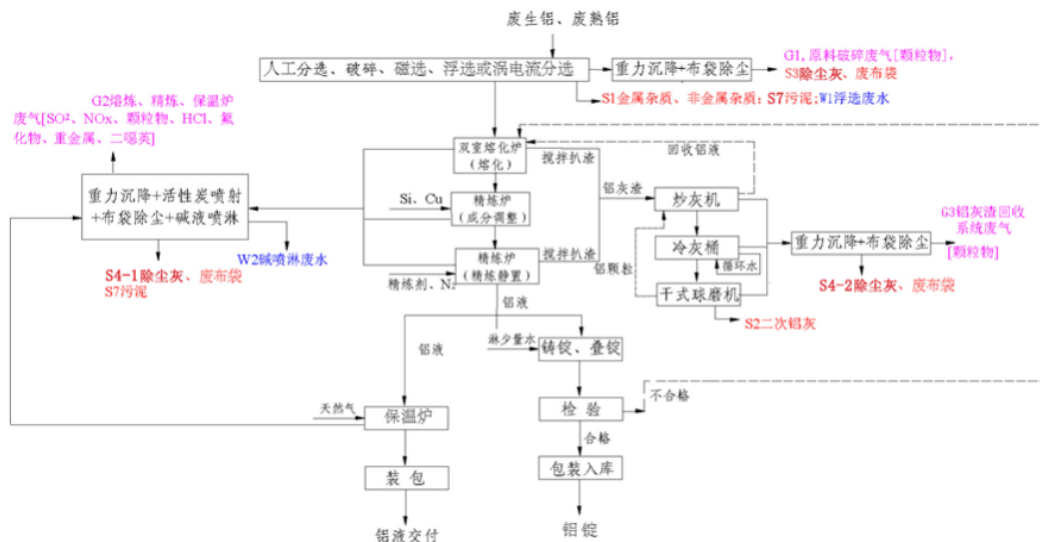 废生铝、废熟铝
人工分选、破碎、磁选、浮选或涡电流分选
重力沉降+布袋除尘
G1,原料破碎废气[颗粒物],
S3除尘灰、废布袋
S1金属杂质、非金属杂质;S7污泥;W1浮选废水
G2熔炼、精炼、保温炉
废气[SO²、NOx、颗粒物、HCl、氟
化物、重金属、二噁英]
双室熔化炉
(熔化)
搅拌扒渣
回收铝液
重力沉降+活性炭喷射
+布袋除尘+碱液喷淋
Si、Cu
精炼炉
(成分调整)
铝灰渣
炒灰机
G3铝灰渣回收
系统废气
[颗粒物]
冷灰桶
重力沉降+布袋除尘
W2碱喷淋废水
精炼炉
(精炼静置)
搅拌扒渣
铝颗粒
循环水
S4-1除尘灰、废布袋
S7污泥
精炼剂、N
干式球磨机
S4-2除尘灰、废布袋
铝液
S2二次铝灰
铝液
淋少量水
铸锭、叠锭
天然气
保温炉
检 验
不合格
合格
装 包
包装入库
铝液交付
铝锭